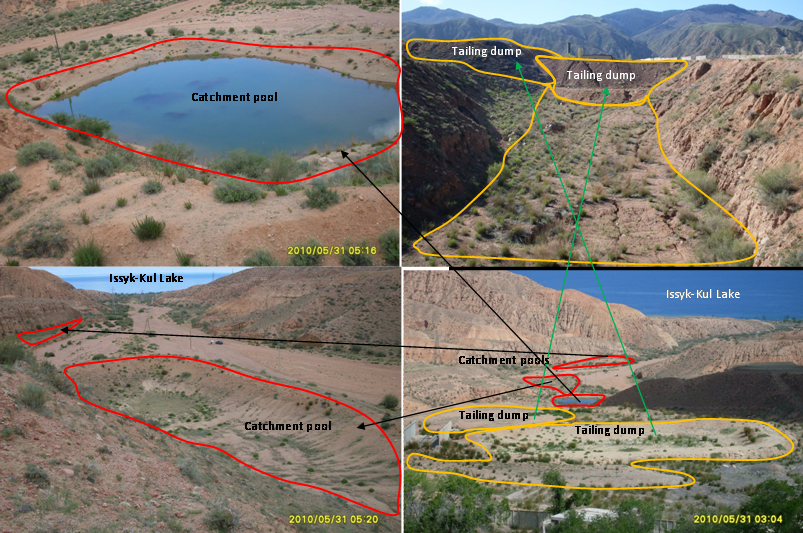 Catchment pool
2010/05/31 05:16
Tailing dump
Tailing dump
Issyk-Kul Lake
Catchment pool
2010/05/31 05:20
Issyk-Kul Lake
Catchment pools
Tailing dump
Tailing dump
2010/05/31 03:04